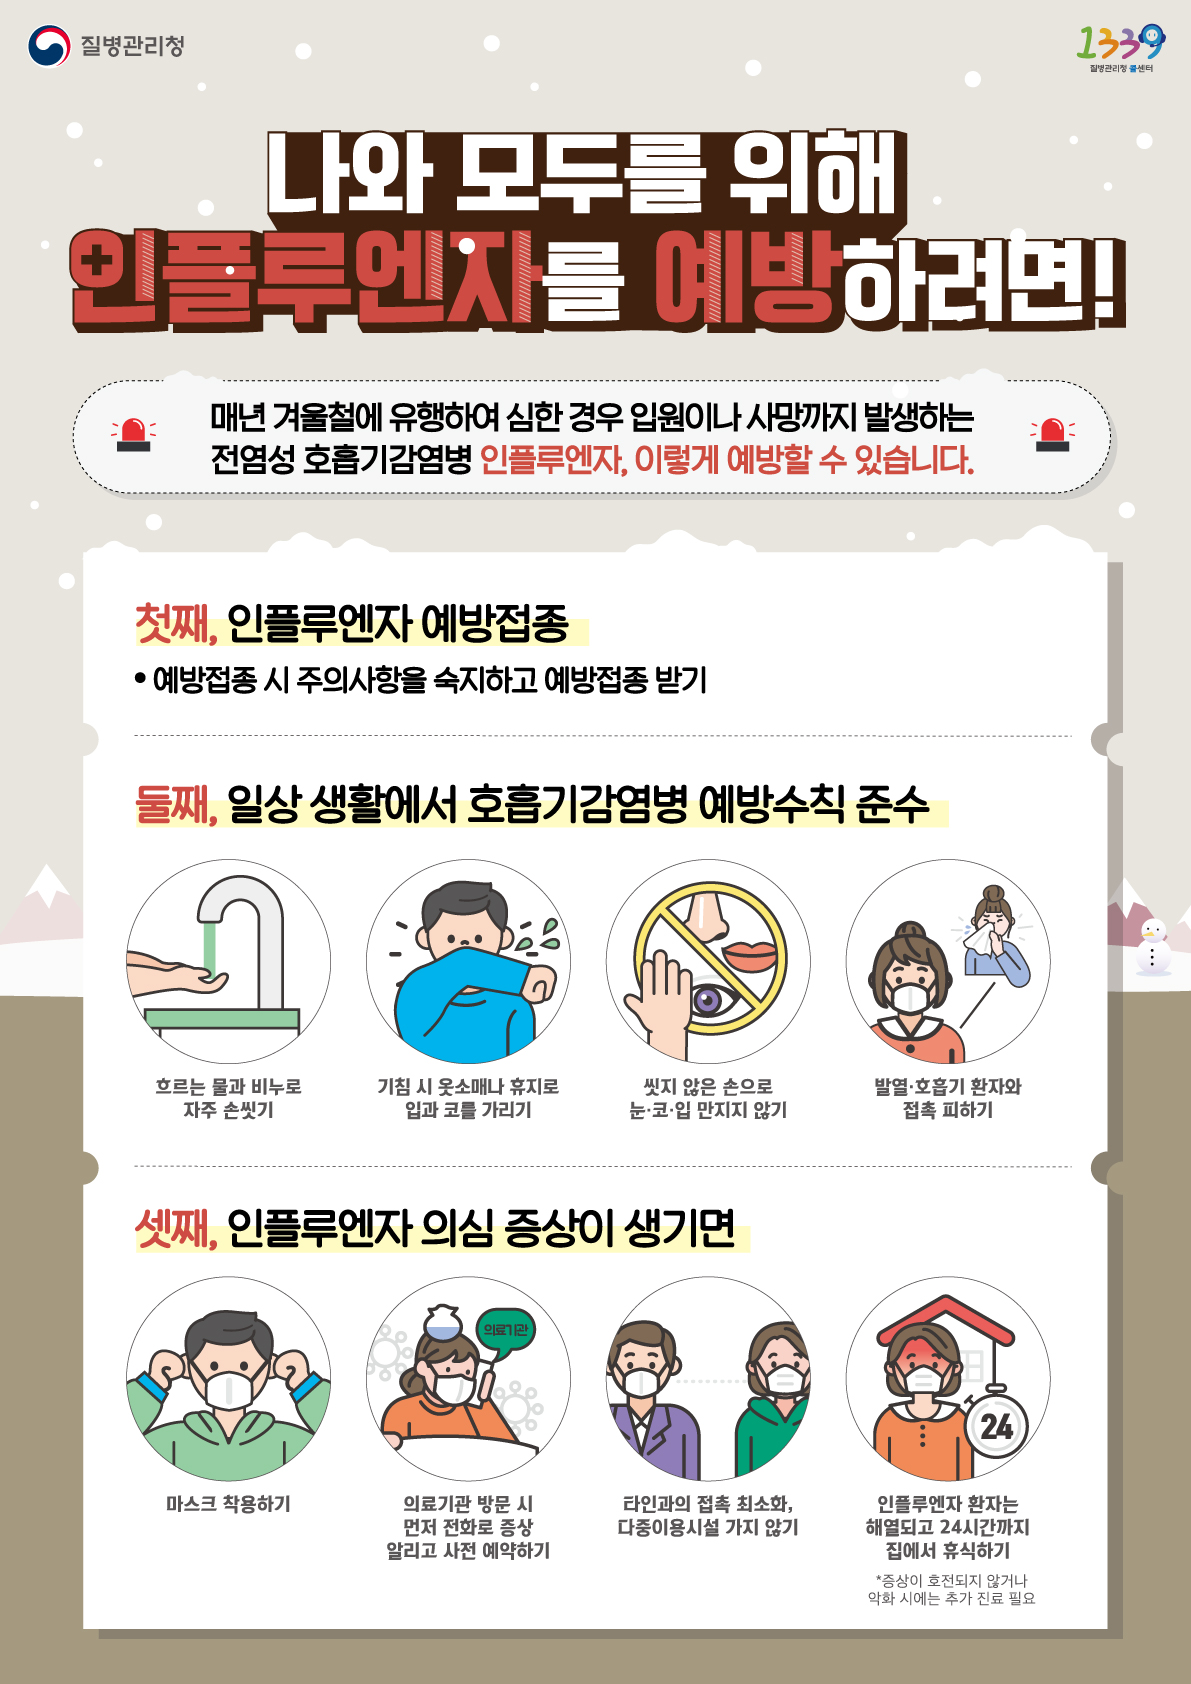 질병관리청
1339
질병관리청 콜센터
나와 모두를 위해
인플루엔자를 예방하려면!
매년 겨울철에 유행하여 심한 경우 입원이나 사망까지 발생하는
전염성 호흡기감염병 인플루엔자, 이렇게 예방할 수 있습니다.
첫째, 인플루엔자 예방접종
• 예방접종 시 주의사항을 숙지하고 예방접종 받기
둘째, 일상 생활에서 호흡기감염병 예방수칙 준수
흐르는 물과 비누로
자주 손씻기
기침 시 옷소매나 휴지로
입과 코를 가리기
씻지 않은 손으로
눈·코·입 만지지 않기
발열·호흡기 환자와
접촉 피하기
셋째, 인플루엔자 의심 증상이 생기면
의료기관
24
마스크 착용하기
의료기관 방문 시
먼저 전화로 증상
알리고 사전 예약하기
타인과의 접촉 최소화,
다중이용시설 가지 않기
인플루엔자 환자는
해열되고 24시간까지
집에서 휴식하기
*증상이 호전되지 않거나
악화 시에는 추가 진료 필요